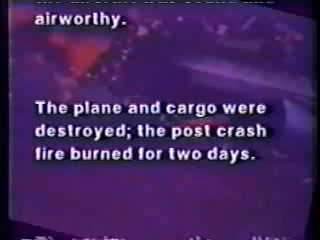 airworthy.
The plane and cargo were
destroyed; the post crash
fire burned for two days.